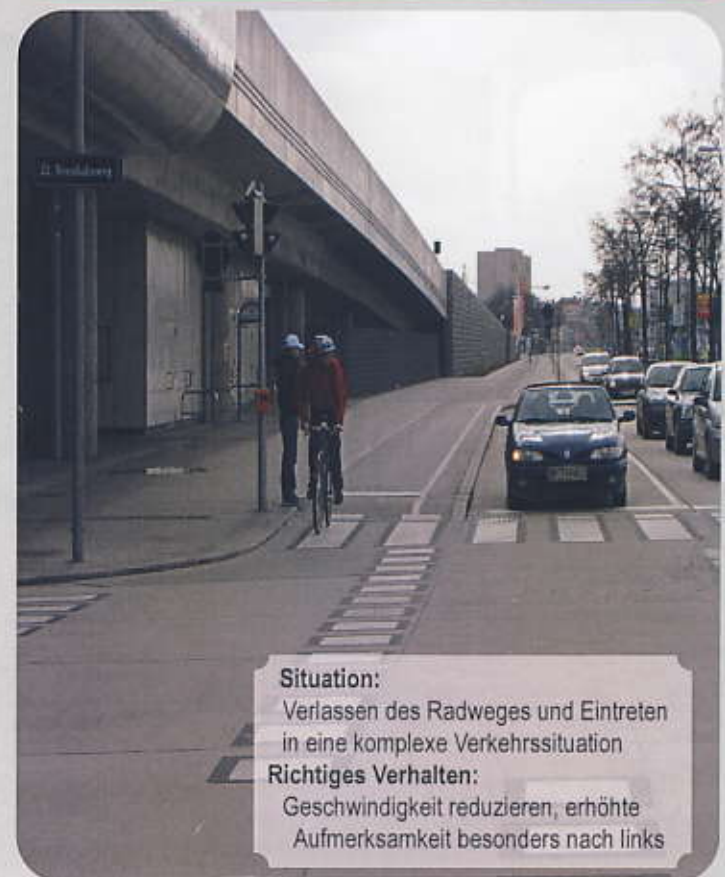 Situation:
Verlassen des Radweges und Eintreten
in eine komplexe Verkehrssituation
Richtiges Verhalten:
Geschwindigkeit reduzieren, erhöhte
Aufmerksamkeit besonders nach links